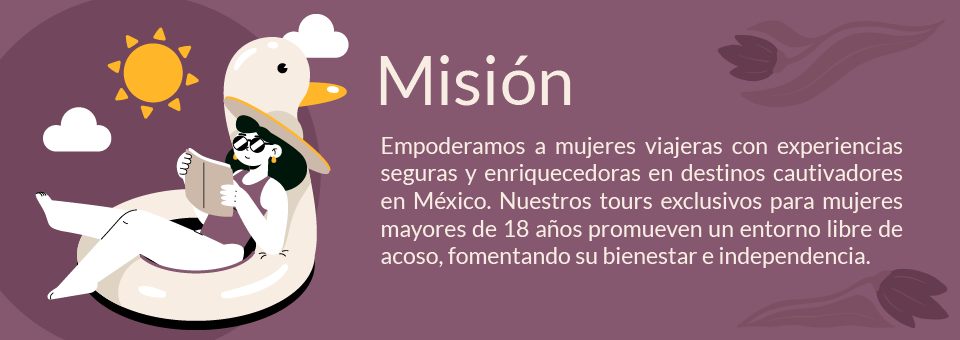 Misión
Empoderamos a mujeres viajeras con experiencias
seguras y enriquecedoras en destinos cautivadores
en México. Nuestros tours exclusivos para mujeres
mayores de 18 años promueven un entorno libre de
acoso, fomentando su bienestar e independencia.